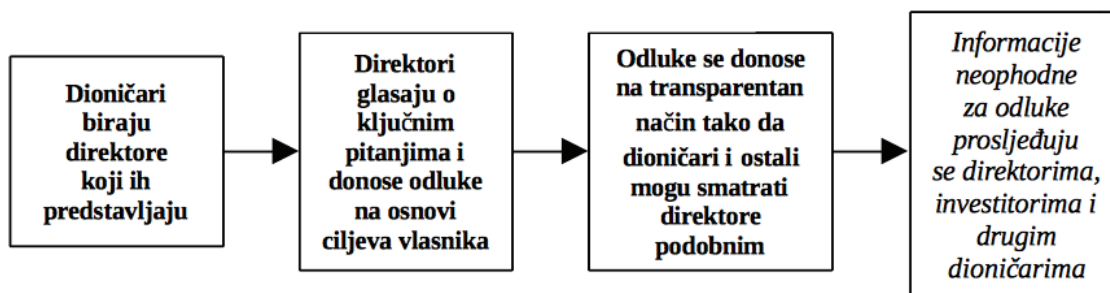 Dioničari
biraju
direktore
koji ih
predstavljaju
Direktori
glasaju o
ključnim
pitanjima i
donose odluke
na osnovi
ciljeva vlasnika
Odluke se donose
na transparentan
način tako da
dioničari i ostali
mogu smatrati
direktore
podobnim
Informacije
neophodne
za odluke
prosljeđuju
se direktorima,
investitorima i
drugim
dioničarima